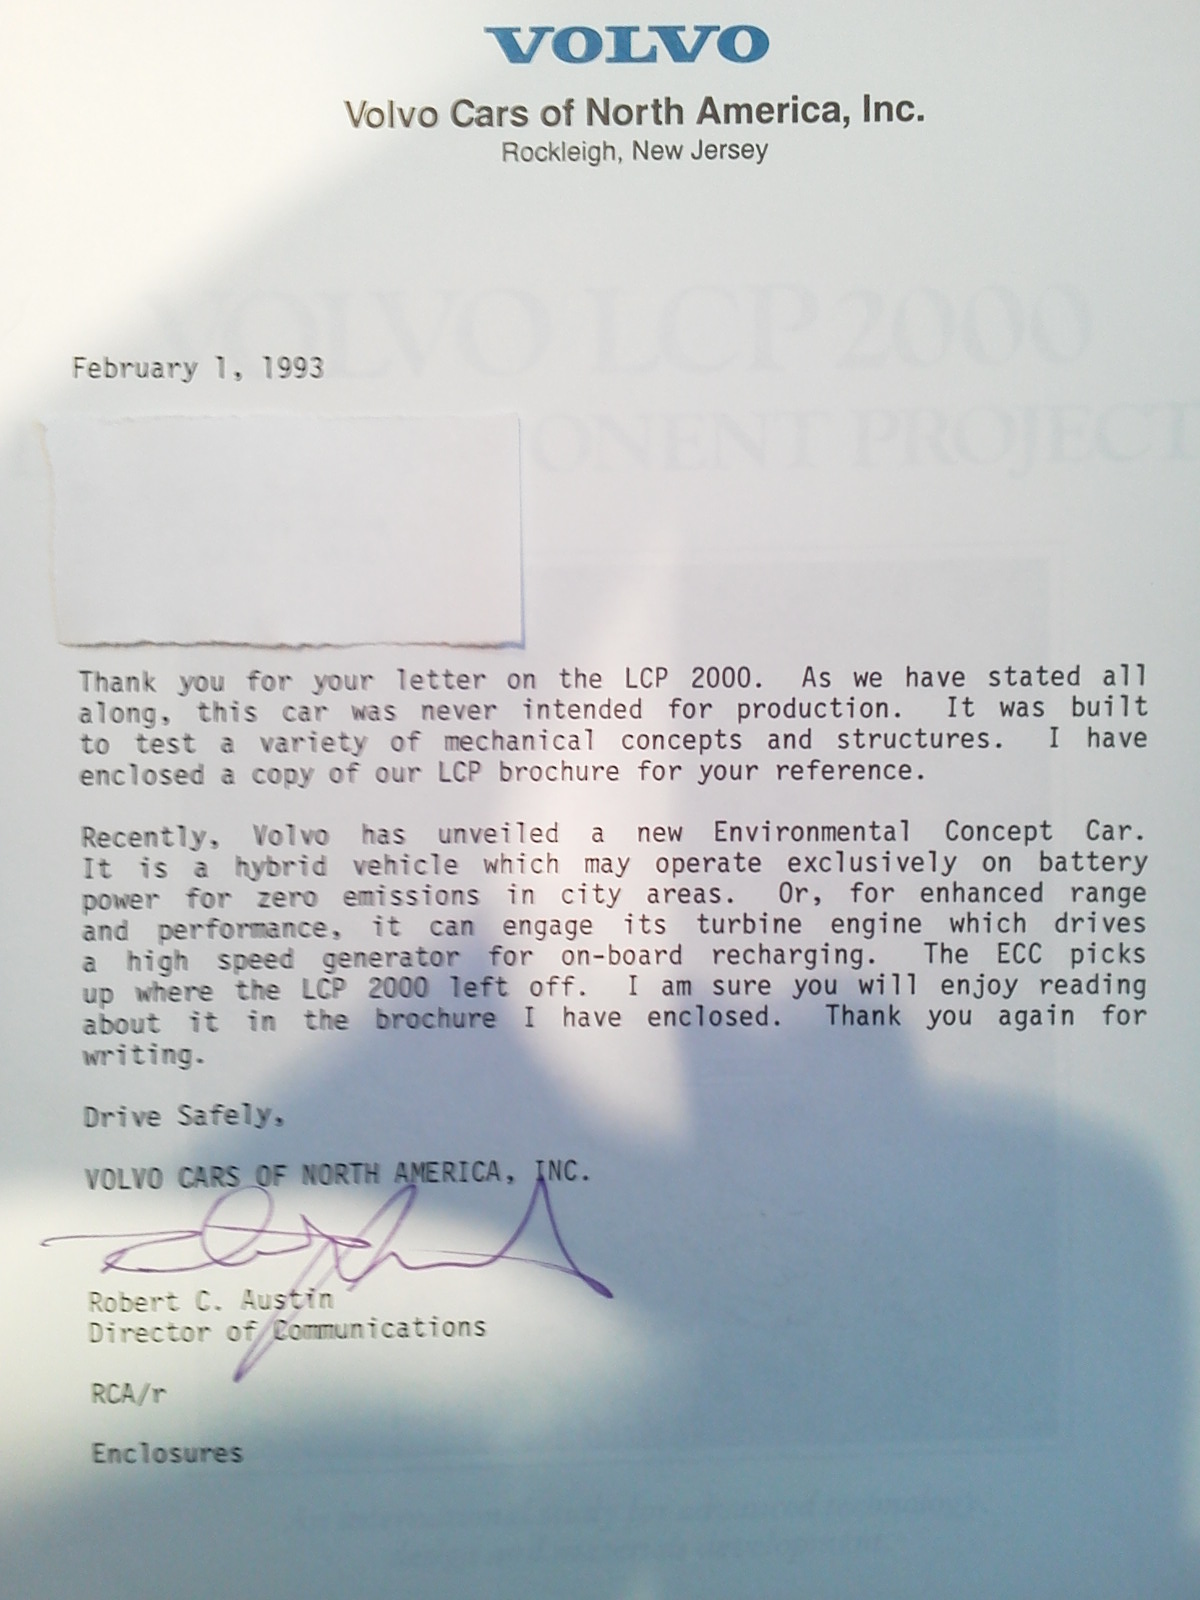 VOLVO
Volvo Cars of North America, Inc.
Rockleigh, New Jersey
VOLVO LCP 2000
PROJECT
February 1, 1993
Thank you for your letter on the LCP 2000. As we have stated all
along, this car was never intended for production. It was built
to test a variety of mechanical concepts and structures. I have
enclosed a copy of our LCP brochure for your reference.
Recently, Volvo has unveiled a new Environmental Concept Car.
It is a hybrid vehicle which may operate exclusively on battery
power for zero emissions in city areas. Or, for enhanced range
and performance, it can engage its turbine engine which drives
a high speed generator for on-board recharging. The ECC picks
up where the LCP 2000 left off. I am sure you will enjoy reading
about it in the brochure I have enclosed. Thank you again for
writing.
Drive Safely,
VOLVO CARS OF NORTH AMERICA, INC.
Robert C. Austin
Director of Communications
RCA/r
Enclosures